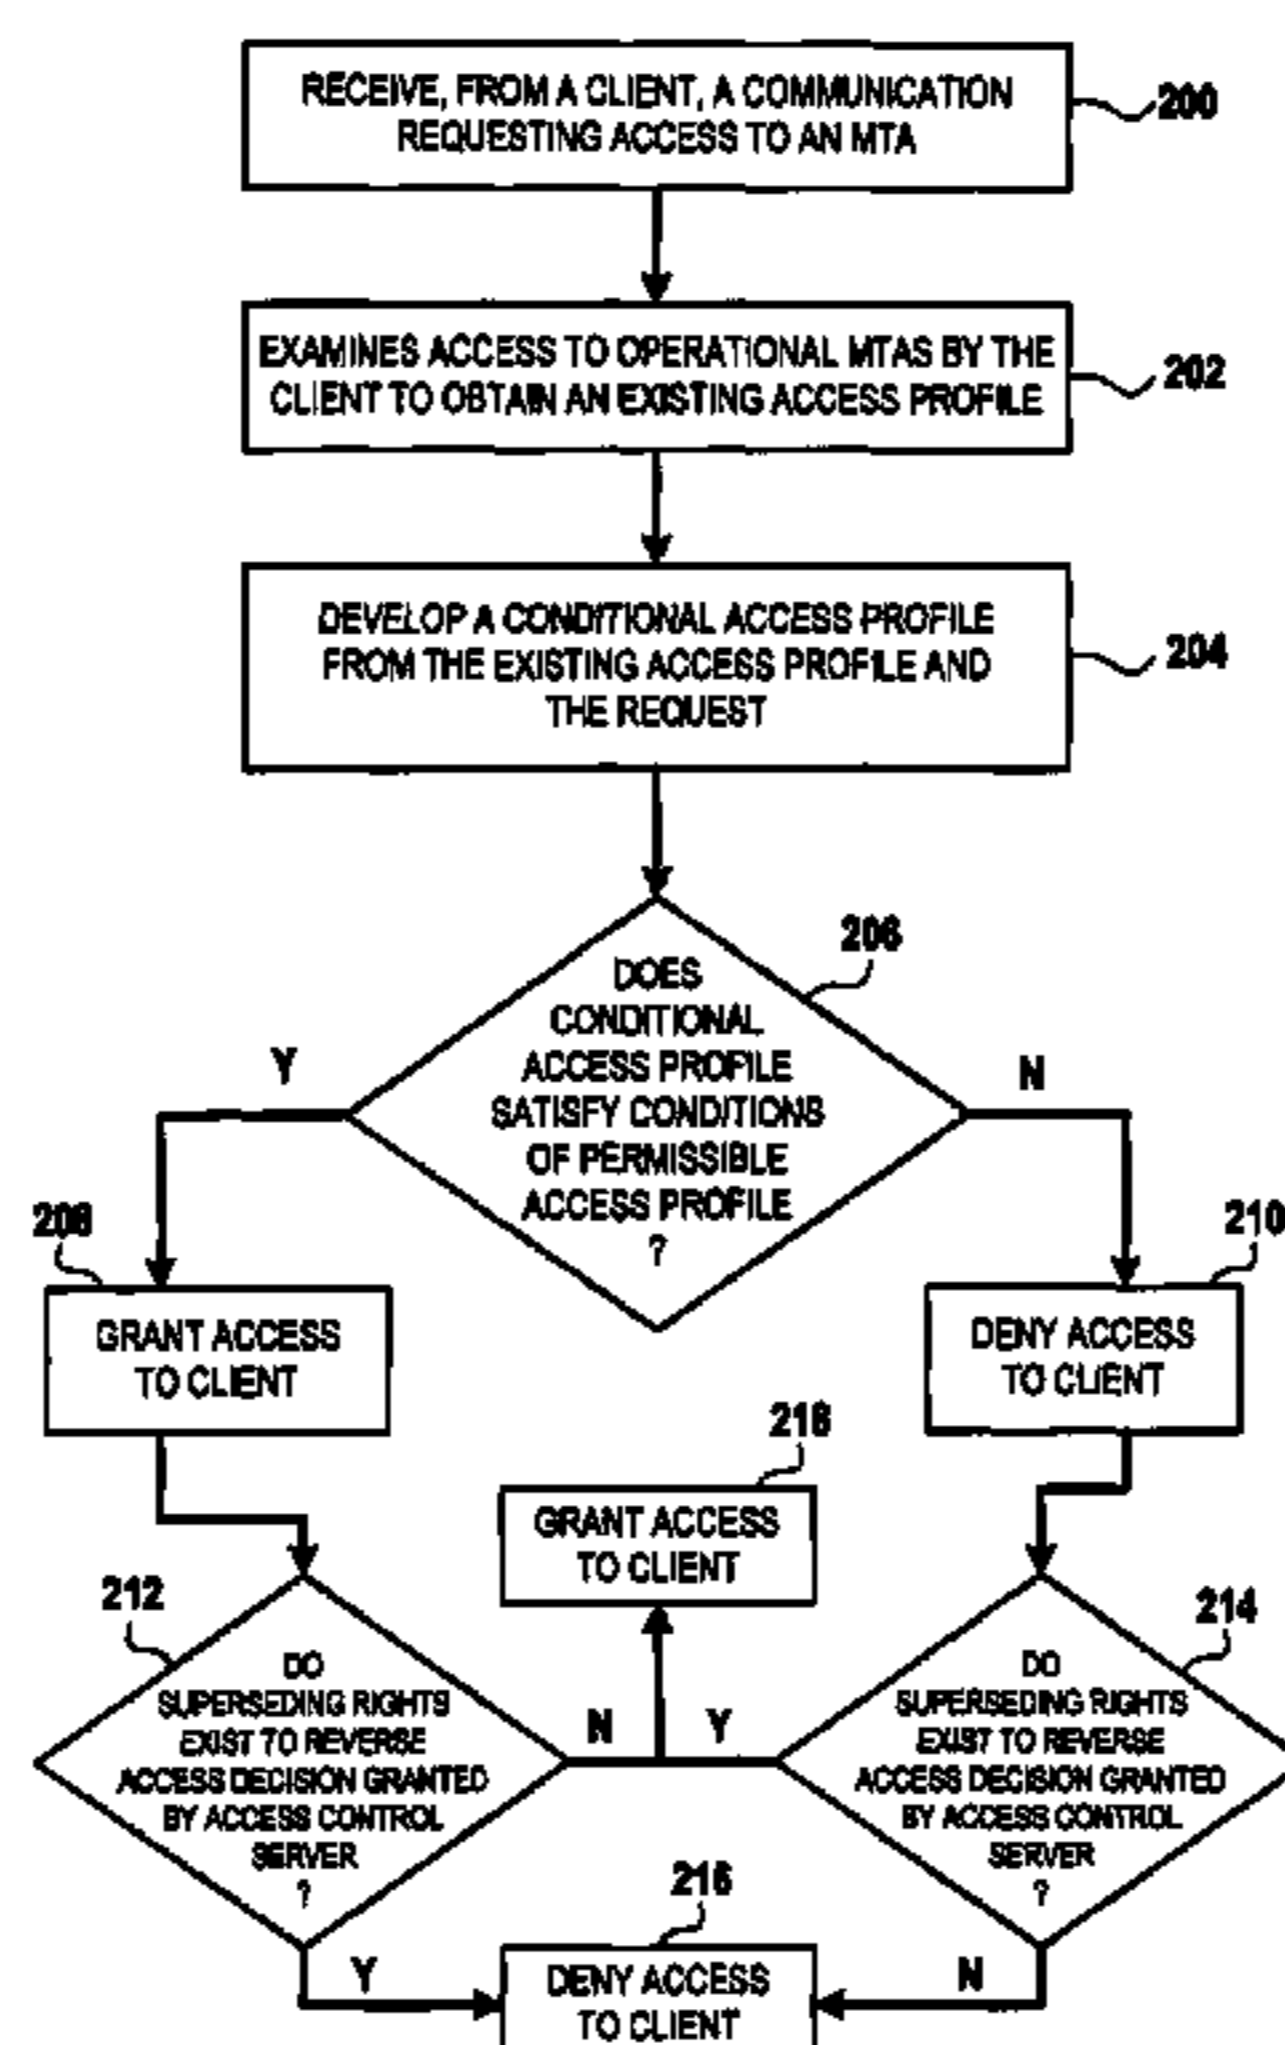 RECEIVE, FROM A CLIENT, A COMMUNICATION
REQUESTING ACCESS TO AN MTA
200
EXAMINES ACCESS TO OPERATIONAL MTAS BY THE
CLIENT TO OBTAIN AN EXISTING ACCESS PROFILE
202
DEVELOP A CONDITIONAL ACCESS PROFILE
FROM THE EXISTING ACCESS PROFILE AND
THE REQUEST
204
206
DOES
CONDITIONAL
ACCESS PROFILE
SATISFY CONDITIONS
OF PERMISSIBLE
ACCESS PROFILE
?
Y
N
208
GRANT ACCESS
TO CLIENT
210
DENY ACCESS
TO CLIENT
218
GRANT ACCESS
TO CLIENT
212
DO
SUPERSEDING RIGHTS
EXIST TO REVERSE
ACCESS DECISION GRANTED
BY ACCESS CONTROL
SERVER
?
N
Y
214
DO
SUPERSEDING RIGHTS
EXIST TO REVERSE
ACCESS DECISION GRANTED
BY ACCESS CONTROL
SERVER
?
Y
N
216
DENY ACCESS
TO CLIENT